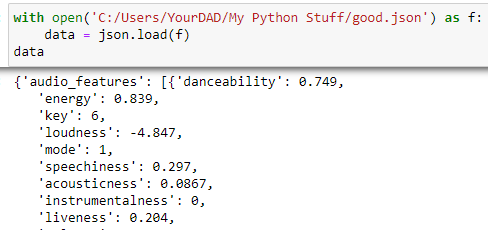 with open('C:/Users/YourDAD/My Python Stuff/good.json') as f:
    data = json.load(f)
data
{'audio_features': [{'danceability': 0.749,
   'energy': 0.839,
   'key': 6,
   'loudness': -4.847,
   'mode': 1,
   'speechiness': 0.297,
   'acousticness': 0.0867,
   'instrumentalness': 0,
   'liveness': 0.204,